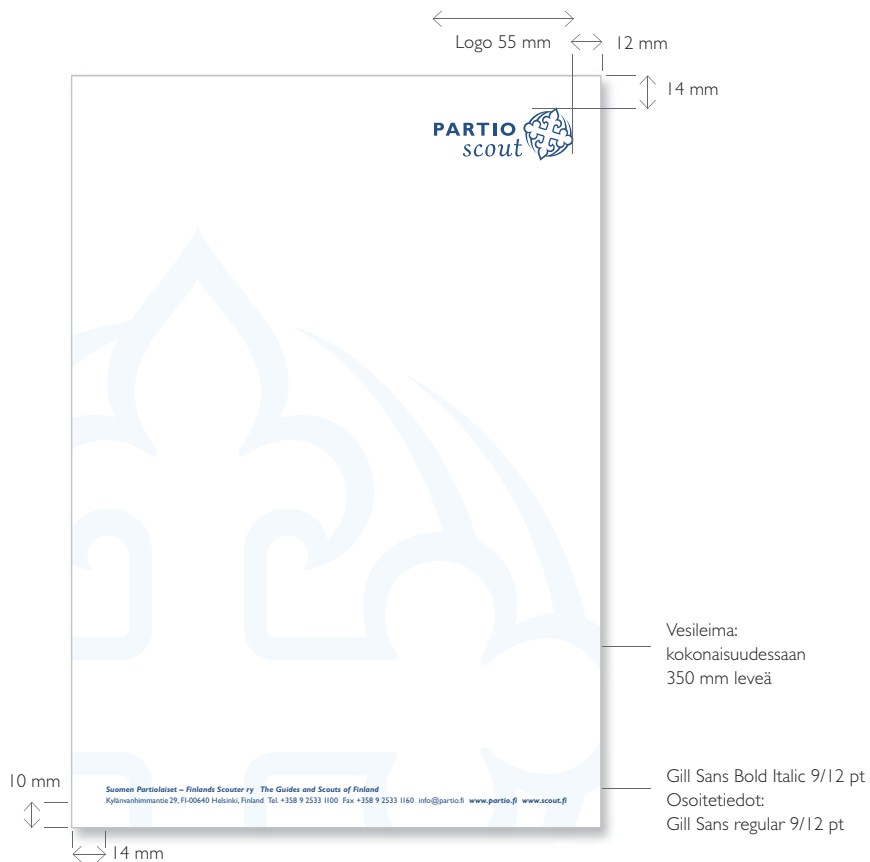 Logo 55 mm
12 mm
14 mm
PARTIO
scout
Vesileima:
kokonaisuudessaan
350 mm leveä
10 mm
Suomen Partiolaiset – Finlands Scouter ry The Guides and Scouts of Finland
Kylänvanhimmantie 29, FI-00640 Helsinki, Finland Tel. +358 9 2533 1100 Fax +358 9 2533 1160 info@partio.fi www.partio.fi www.scout.fi
Gill Sans Bold Italic 9/12 pt
Osoitetiedot:
Gill Sans regular 9/12 pt
14 mm